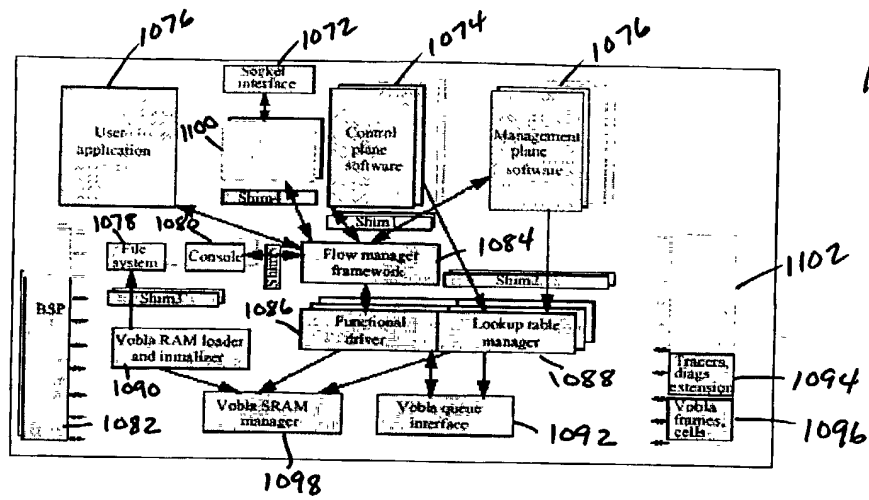 1076
1072
1074
1076
Socket
interface
1100
User
application
Control
plane
software
Management
plane
software
Shim4
Shim
1078
1080
File
system
Console
Flow manager
framework
1084
1102
Shim3
BSP
1086
Functional
driver
Lookup table
manager
Vobla RAM loader
and initializer
1090
1088
Tracers,
diags
extension
1094
Vobla SRAM
manager
Vobla queue
interface
Vobla
frames,
cells
1096
1082
1098
1092